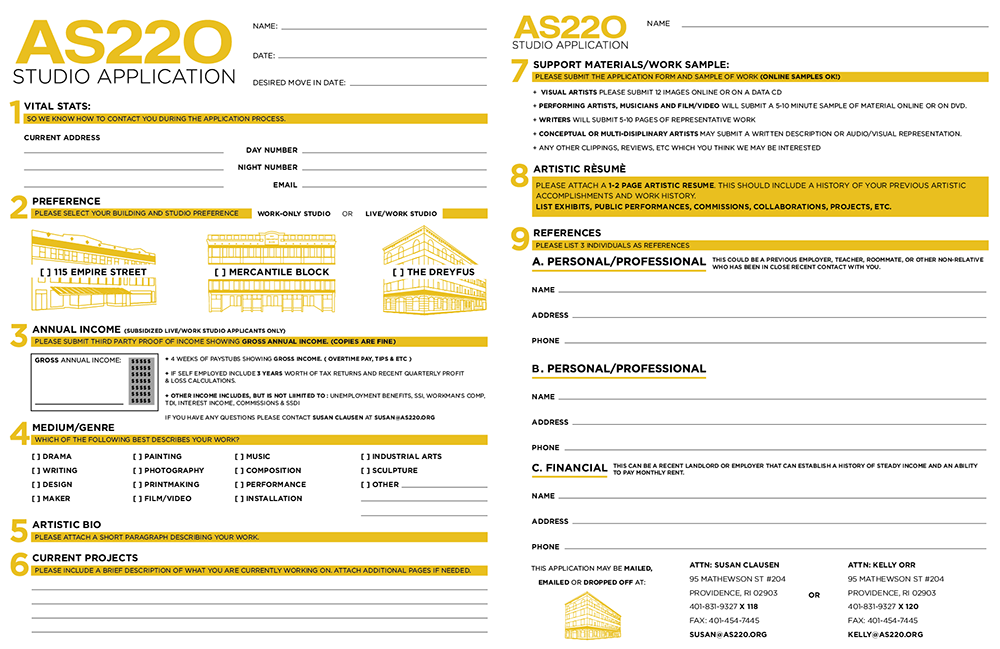 AS220
STUDIO APPLICATION
NAME:
DATE:
DESIRED MOVE IN DATE:
1 VITAL STATS:
SO WE KNOW HOW TO CONTACT YOU DURING THE APPLICATION PROCESS.
CURRENT ADDRESS
DAY NUMBER
NIGHT NUMBER
EMAIL
2 PREFERENCE
PLEASE SELECT YOUR BUILDING AND STUDIO PREFERENCE WORK-ONLY STUDIO OR LIVE/WORK STUDIO
[ ] 115 EMPIRE STREET [ ] MERCANTILE BLOCK [ ] THE DREYFUS
3 ANNUAL INCOME (SUBSIDIZED LIVE/WORK STUDIO APPLICANTS ONLY)
PLEASE SUBMIT THIRD PARTY PROOF OF INCOME SHOWING GROSS ANNUAL INCOME. (COPIES ARE FINE)
GROSS ANNUAL INCOME:
$$$$$
$$$$$
$$$$$
$$$$$
$$$$$
$$$$$
$$$$$
+ 4 WEEKS OF PAYSTUBS SHOWING GROSS INCOME. ( OVERTIME PAY, TIPS & ETC )
+ IF SELF EMPLOYED INCLUDE 3 YEARS WORTH OF TAX RETURNS AND RECENT QUARTERLY PROFIT
& LOSS CALCULATIONS.
+ OTHER INCOME INCLUDES, BUT IS NOT LIMITED TO : UNEMPLOYMENT BENEFITS, SSI, WORKMAN'S COMP,
TDI, INTEREST INCOME, COMMISSIONS & SSDI
IF YOU HAVE ANY QUESTIONS PLEASE CONTACT SUSAN CLAUSEN AT SUSAN@AS220.ORG
4 MEDIUM/GENRE
WHICH OF THE FOLLOWING BEST DESCRIBES YOUR WORK?
[ ] DRAMA [ ] PAINTING [ ] MUSIC [ ] INDUSTRIAL ARTS
[ ] WRITING [ ] PHOTOGRAPHY [ ] COMPOSITION [ ] SCULPTURE
[ ] DESIGN [ ] PRINTMAKING [ ] PERFORMANCE [ ] OTHER
[ ] MAKER [ ] FILM/VIDEO [ ] INSTALLATION
5 ARTISTIC BIO
PLEASE ATTACH A SHORT PARAGRAPH DESCRIBING YOUR WORK.
6 CURRENT PROJECTS
PLEASE INCLUDE A BRIEF DESCRIPTION OF WHAT YOU ARE CURRENTLY WORKING ON. ATTACH ADDITIONAL PAGES IF NEEDED.
AS220
STUDIO APPLICATION
NAME
7 SUPPORT MATERIALS/WORK SAMPLE:
PLEASE SUBMIT THE APPLICATION FORM AND SAMPLE OF WORK (ONLINE SAMPLES OK!)
+ VISUAL ARTISTS PLEASE SUBMIT 12 IMAGES ONLINE OR ON A DATA CD
+ PERFORMING ARTISTS, MUSICIANS AND FILM/VIDEO WILL SUBMIT A 5-10 MINUTE SAMPLE OF MATERIAL ONLINE OR ON DVD.
+ WRITERS WILL SUBMIT 5-10 PAGES OF REPRESENTATIVE WORK
+ CONCEPTUAL OR MULTI-DISIPLINARY ARTISTS MAY SUBMIT A WRITTEN DESCRIPTION OR AUDIO/VISUAL REPRESENTATION.
+ ANY OTHER CLIPPINGS, REVIEWS, ETC WHICH YOU THINK WE MAY BE INTERESTED
8 ARTISTIC RÈSUMÈ
PLEASE ATTACH A 1-2 PAGE ARTISTIC RESUME. THIS SHOULD INCLUDE A HISTORY OF YOUR PREVIOUS ARTISTIC
ACCOMPLISHMENTS AND WORK HISTORY.
LIST EXHIBITS, PUBLIC PERFORMANCES, COMMISSIONS, COLLABORATIONS, PROJECTS, ETC.
9 REFERENCES
PLEASE LIST 3 INDIVIDUALS AS REFERENCES
A. PERSONAL/PROFESSIONAL THIS COULD BE A PREVIOUS EMPLOYER, TEACHER, ROOMMATE, OR OTHER NON-RELATIVE
WHO HAS BEEN IN CLOSE RECENT CONTACT WITH YOU.
NAME
ADDRESS
PHONE
B. PERSONAL/PROFESSIONAL
NAME
ADDRESS
PHONE
C. FINANCIAL THIS CAN BE A RECENT LANDLORD OR EMPLOYER THAT CAN ESTABLISH A HISTORY OF STEADY INCOME AND AN ABILITY
TO PAY MONTHLY RENT.
NAME
ADDRESS
PHONE
THIS APPLICATION MAY BE MAILED,
EMAILED OR DROPPED OFF AT:
ATTN: SUSAN CLAUSEN
95 MATHEWSON ST #204
PROVIDENCE, RI 02903
401-831-9327 X 118
FAX: 401-454-7445
SUSAN@AS220.ORG
OR
ATTN: KELLY ORR
95 MATHEWSON ST #204
PROVIDENCE, RI 02903
401-831-9327 X 120
FAX: 401-454-7445
KELLY@AS220.ORG